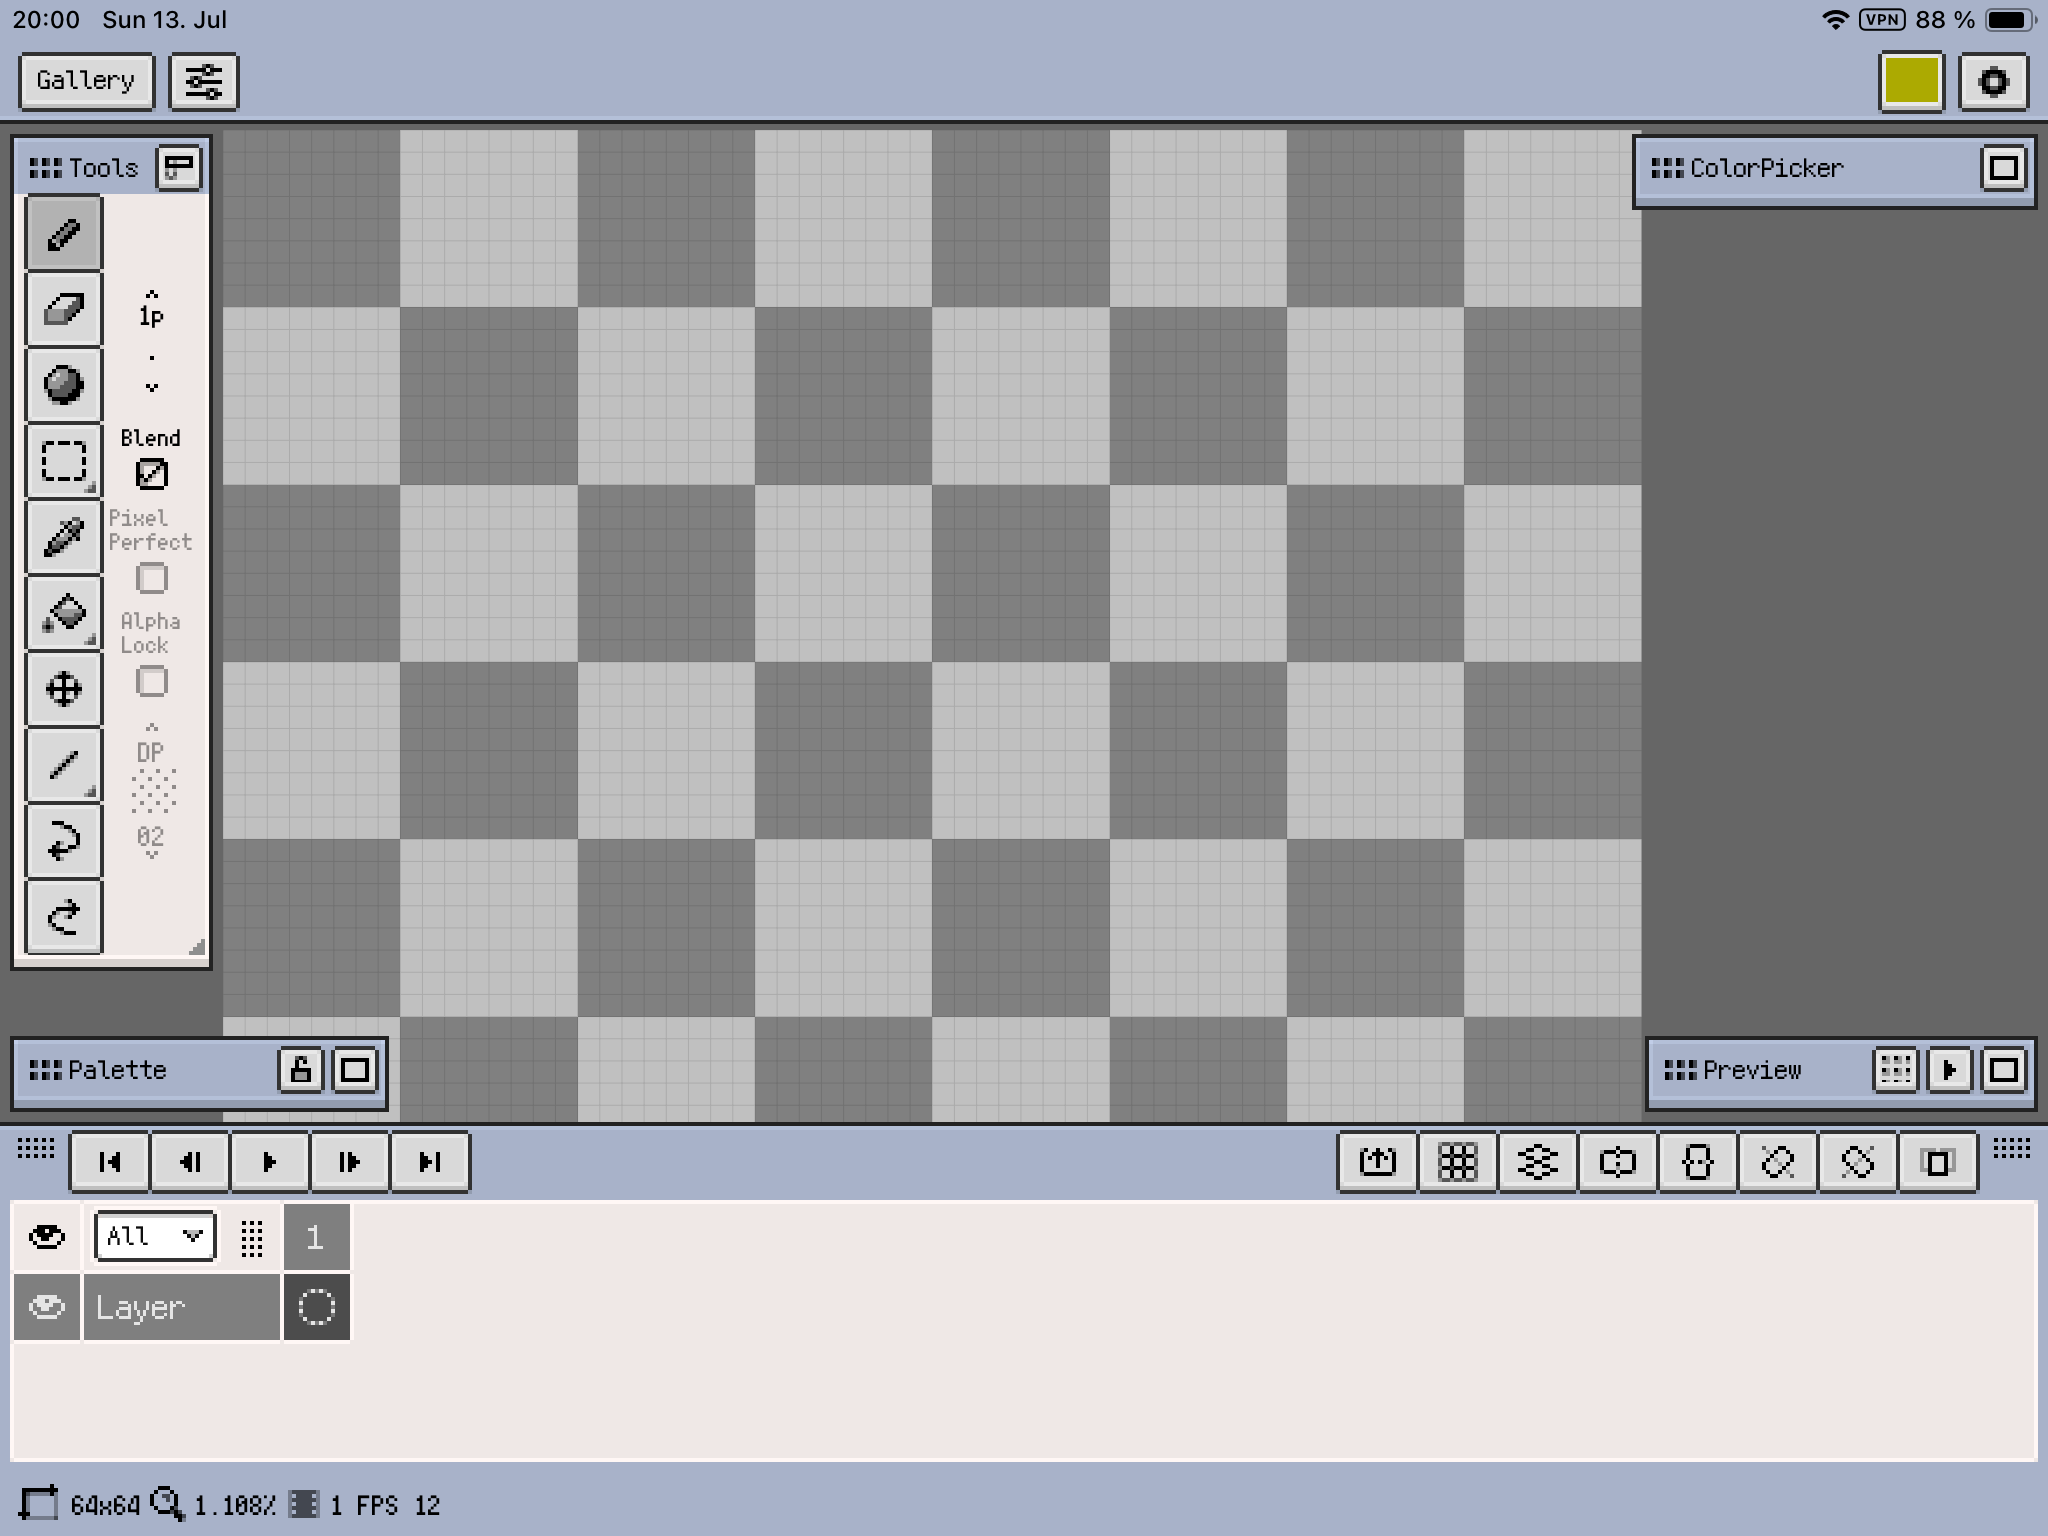 20:00 Sun 13. Jul VPN 88 %
Gallery
Tools
ColorPicker
1p
Blend
Pixel
Perfect
Alpha
Lock
DP
02
Palette
Preview
All 1
Layer
64x64 1.108% 1 FPS 12